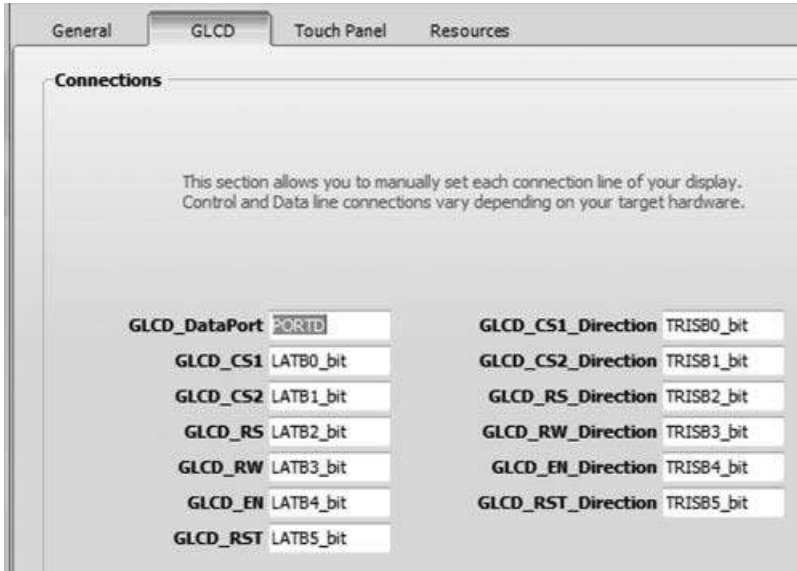 General GLCD Touch Panel Resources
Connections
This section allows you to manually set each connection line of your display.
Control and Data line connections vary depending on your target hardware.
GLCD_DataPort PORTD GLCD_CS1_Direction TRISB0_bit
GLCD_CS1 LATB0_bit GLCD_CS2_Direction TRISB1_bit
GLCD_CS2 LATB1_bit GLCD_RS_Direction TRISB2_bit
GLCD_RS LATB2_bit GLCD_RW_Direction TRISB3_bit
GLCD_RW LATB3_bit GLCD_EN_Direction TRISB4_bit
GLCD_EN LATB4_bit GLCD_RST_Direction TRISB5_bit
GLCD_RST LATB5_bit